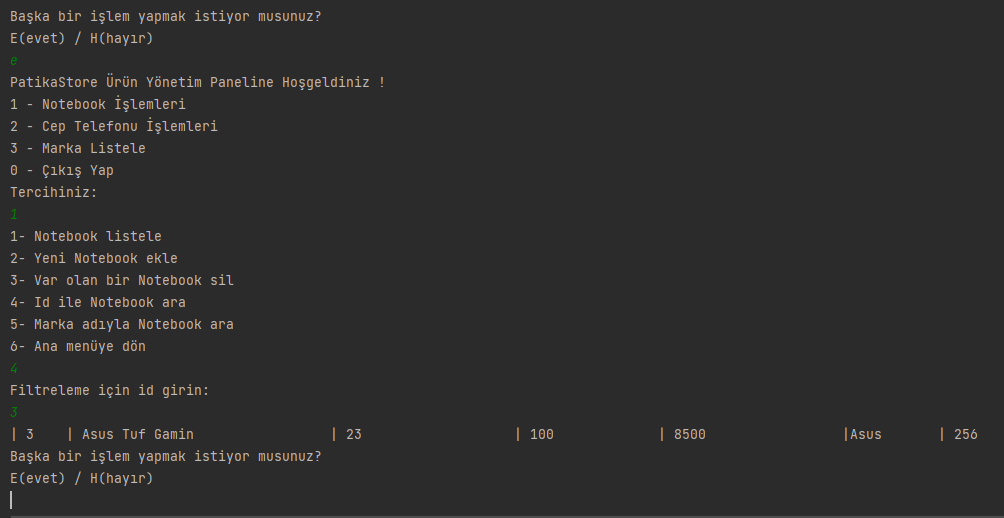 Başka bir işlem yapmak istiyor musunuz?
E(evet) / H(hayır)
e
PatikaStore Ürün Yönetim Paneline Hoşgeldiniz !
1 - Notebook İşlemleri
2 - Cep Telefonu İşlemleri
3 - Marka Listele
0 - Çıkış Yap
Tercihiniz:
1
1- Notebook listele
2- Yeni Notebook ekle
3- Var olan bir Notebook sil
4- Id ile Notebook ara
5- Marka adıyla Notebook ara
6- Ana menüye dön
4
Filtreleme için id girin:
3
| 3    | Asus Tuf Gamin                 | 23                   | 100             | 8500                 |Asus       | 256
Başka bir işlem yapmak istiyor musunuz?
E(evet) / H(hayır)